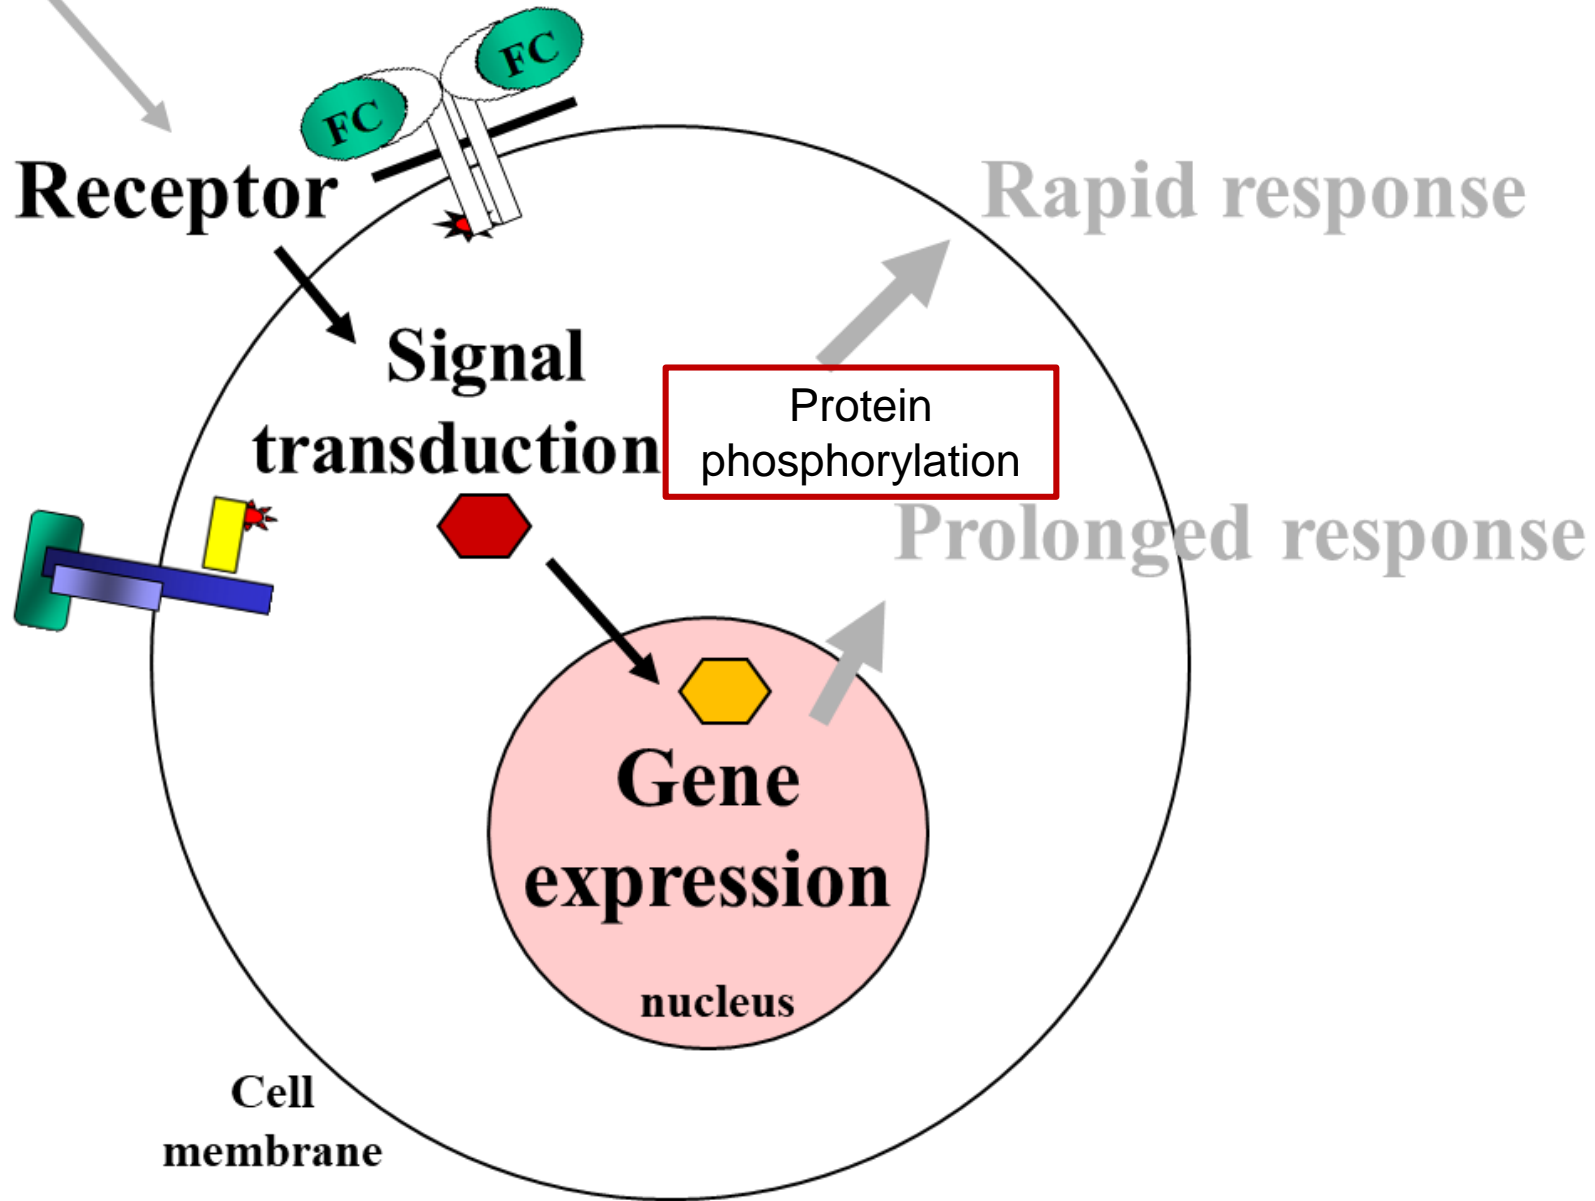 FC
FC
Receptor
Rapid response
Signal
transduction
Protein
phosphorylation
Prolonged response
Gene
expression
nucleus
Cell
membrane